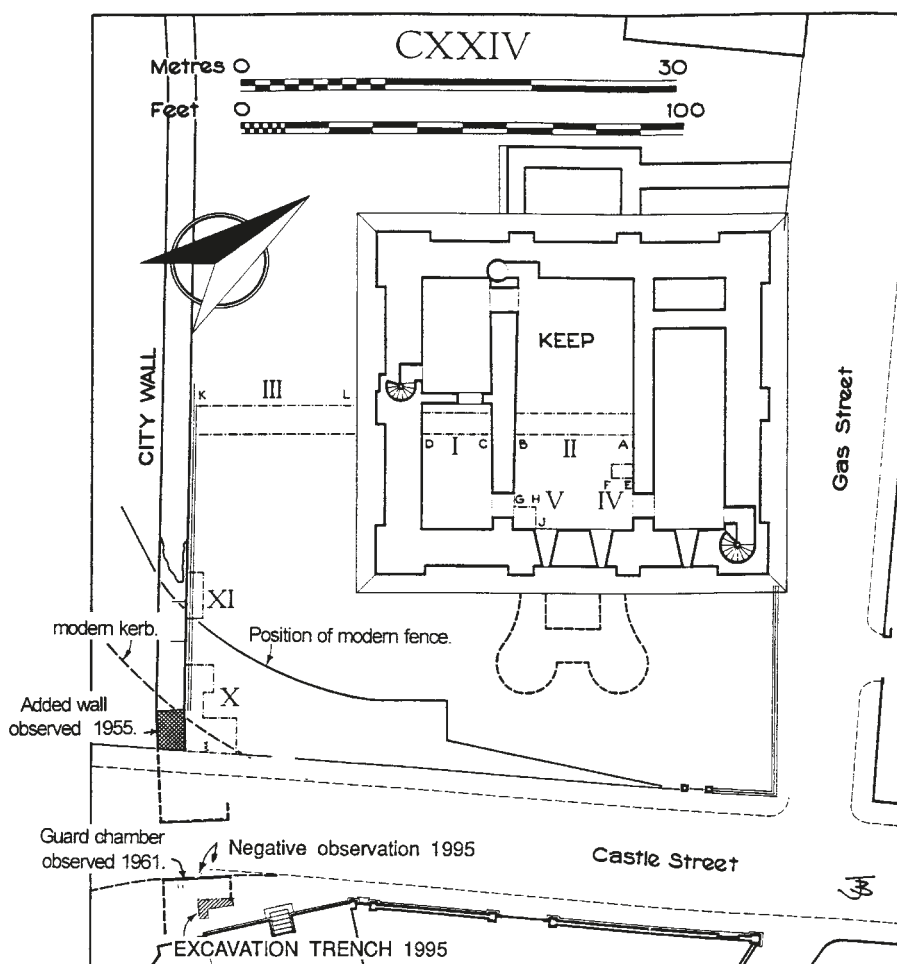 CXXIV
Metres 0 30
Feet 0 100
KEEP
CITY WALL
Gas Street
K III L
D I C B II A
F E
G H V IV
J
XI
modern kerb.
Position of modern fence.
X
Added wall
observed 1955.
Guard chamber
observed 1961.
Negative observation 1995
Castle Street
EXCAVATION TRENCH 1995